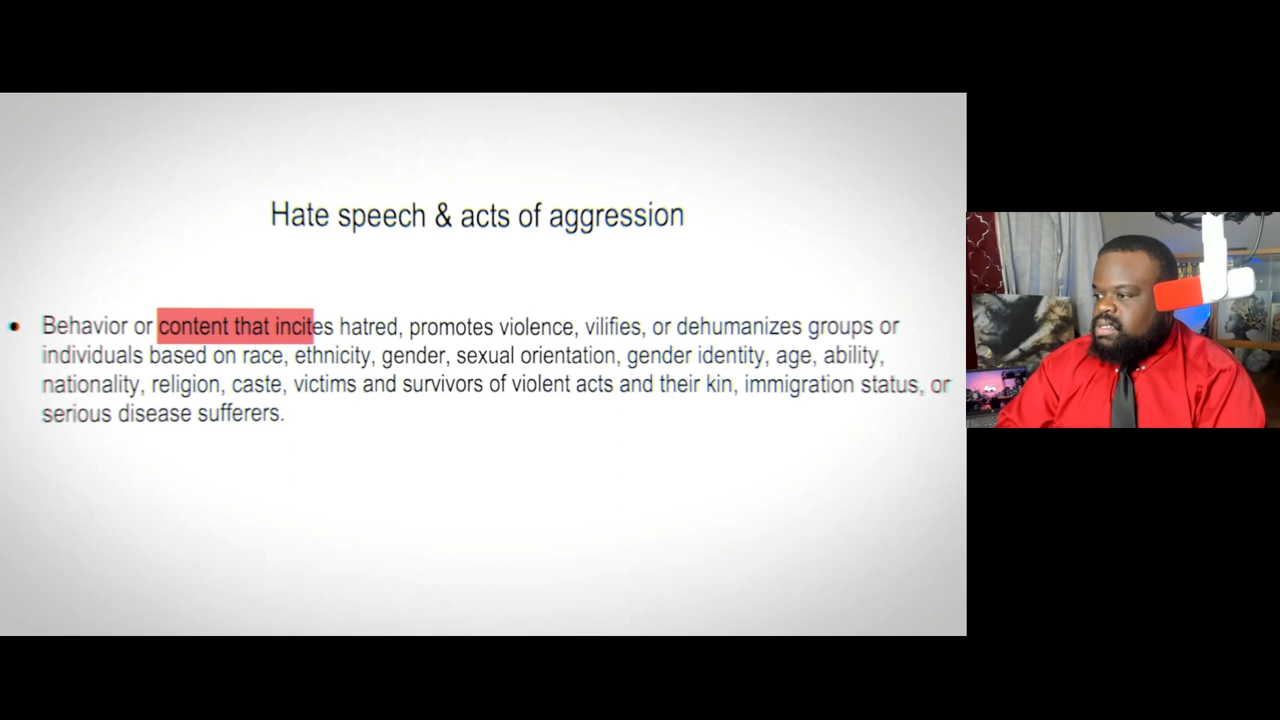 Hate speech & acts of aggression
• Behavior or content that incites hatred, promotes violence, vilifies, or dehumanizes groups or
individuals based on race, ethnicity, gender, sexual orientation, gender identity, age, ability,
nationality, religion, caste, victims and survivors of violent acts and their kin, immigration status, or
serious disease sufferers.